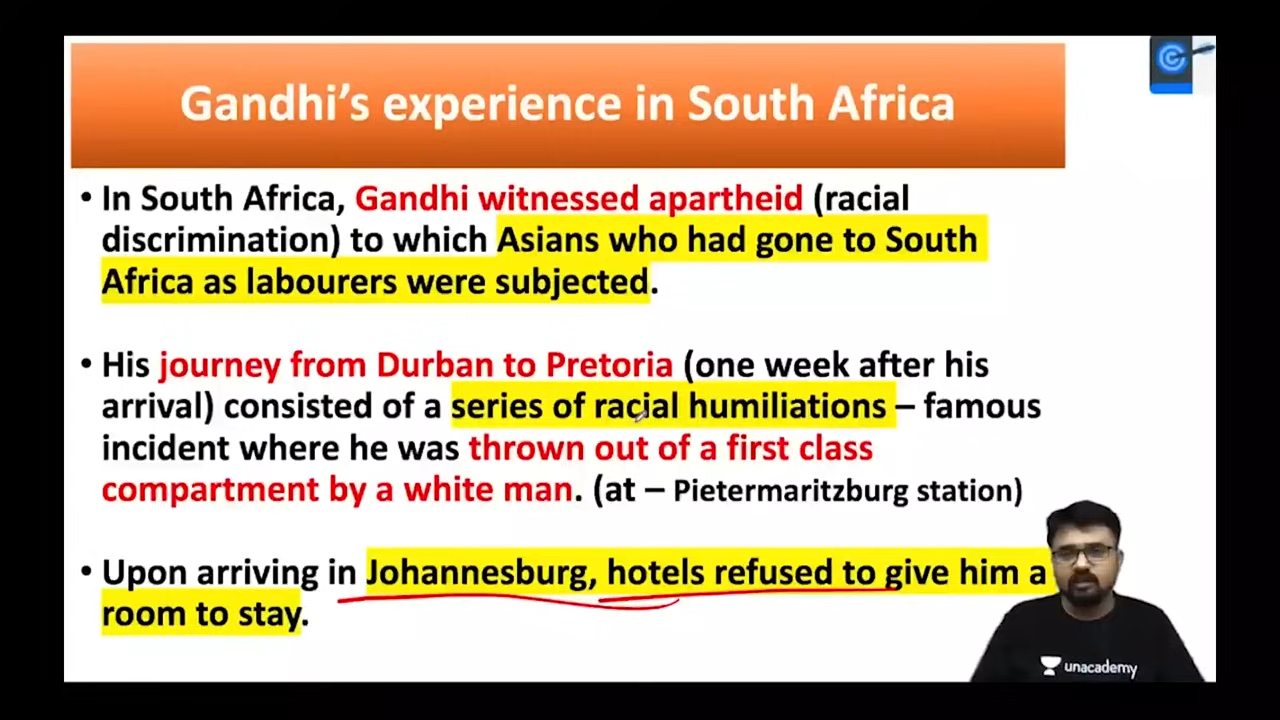 Gandhi’s experience in South Africa
• In South Africa, Gandhi witnessed apartheid (racial
discrimination) to which Asians who had gone to South
Africa as labourers were subjected.
• His journey from Durban to Pretoria (one week after his
arrival) consisted of a series of racial humiliations – famous
incident where he was thrown out of a first class
compartment by a white man. (at – Pietermaritzburg station)
• Upon arriving in Johannesburg, hotels refused to give him a
room to stay.
unacademy